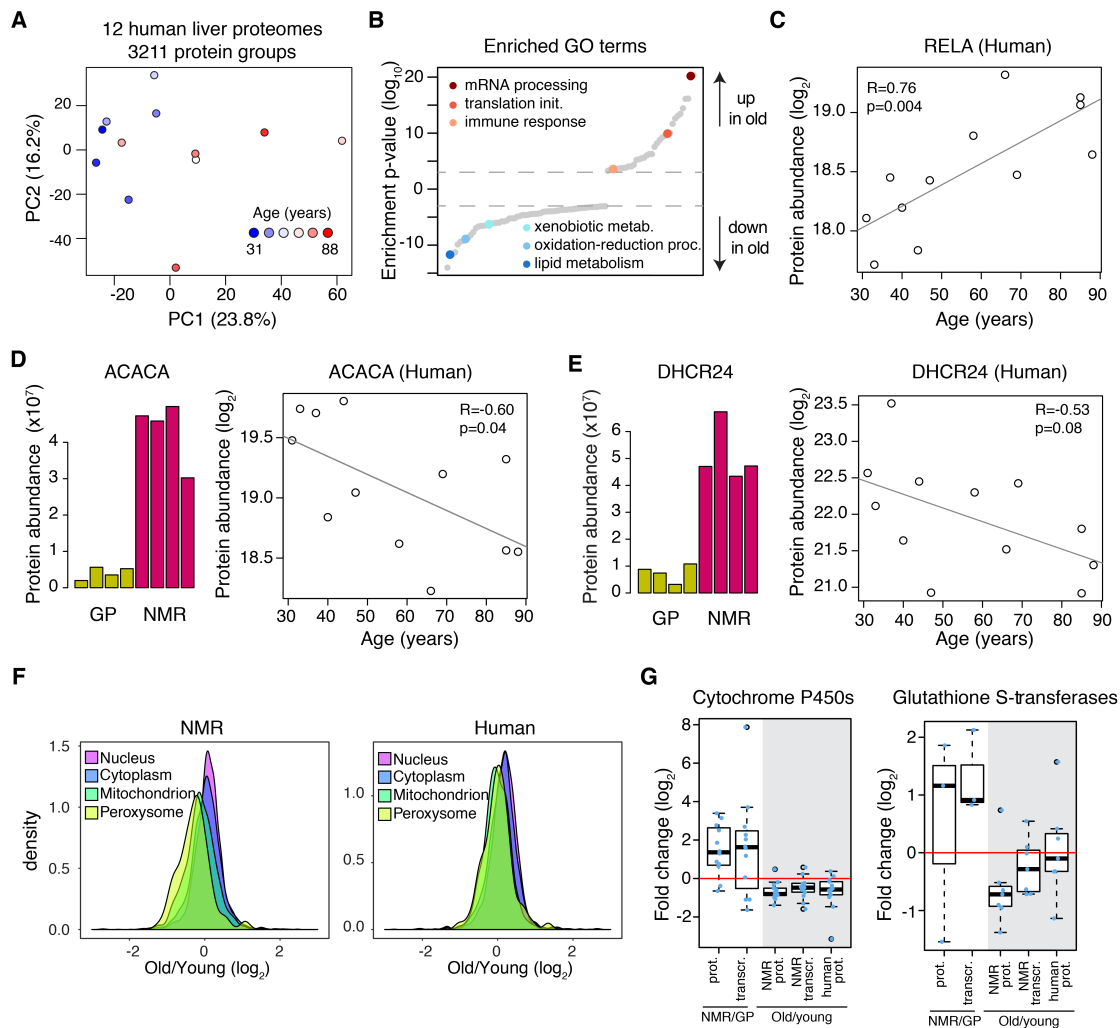 A
12 human liver proteomes
3211 protein groups
PC2 (16.2%)
20
0
-20
-40
Age (years)
31
88
-20
0
20
40
60
PC1 (23.8%)
B
Enriched GO terms
Enrichment p-value (log10)
20
10
0
-10
mRNA processing
translation init.
immune response
xenobiotic metab.
oxidation-reduction proc.
lipid metabolism
up
in old
down
in old
C
RELA (Human)
R=0.76
p=0.004
Protein abundance (log2)
19.0
18.5
18.0
30 40 50 60 70 80 90
Age (years)
D
ACACA
Protein abundance (x10⁷)
4
3
2
1
0
GP
NMR
ACACA (Human)
R=-0.60
p=0.04
Protein abundance (log2)
19.5
19.0
18.5
30 40 50 60 70 80 90
Age (years)
E
DHCR24
Protein abundance (x10⁷)
6
5
4
3
2
1
0
GP
NMR
DHCR24 (Human)
R=-0.53
p=0.08
Protein abundance (log2)
23.5
23.0
22.5
22.0
21.5
21.0
30 40 50 60 70 80 90
Age (years)
F
NMR
Nucleus
Cytoplasm
Mitochondrion
Peroxysome
density
1.5
1.0
0.5
0.0
-2
0
2
Old/Young (log2)
Human
Nucleus
Cytoplasm
Mitochondrion
Peroxysome
1.0
0.5
0.0
-2
0
2
Old/Young (log2)
G
Cytochrome P450s
Fold change (log2)
8
6
4
2
0
-2
prot.
transcr.
NMR prot.
NMR transcr.
human prot.
NMR/GP
Old/young
Glutathione S-transferases
Fold change (log2)
2
1
0
-1
prot.
transcr.
NMR prot.
NMR transcr.
human prot.
NMR/GP
Old/young